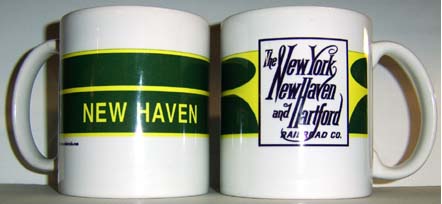 NEW HAVEN
The New York
New Haven
and Hartford
RAILROAD CO.